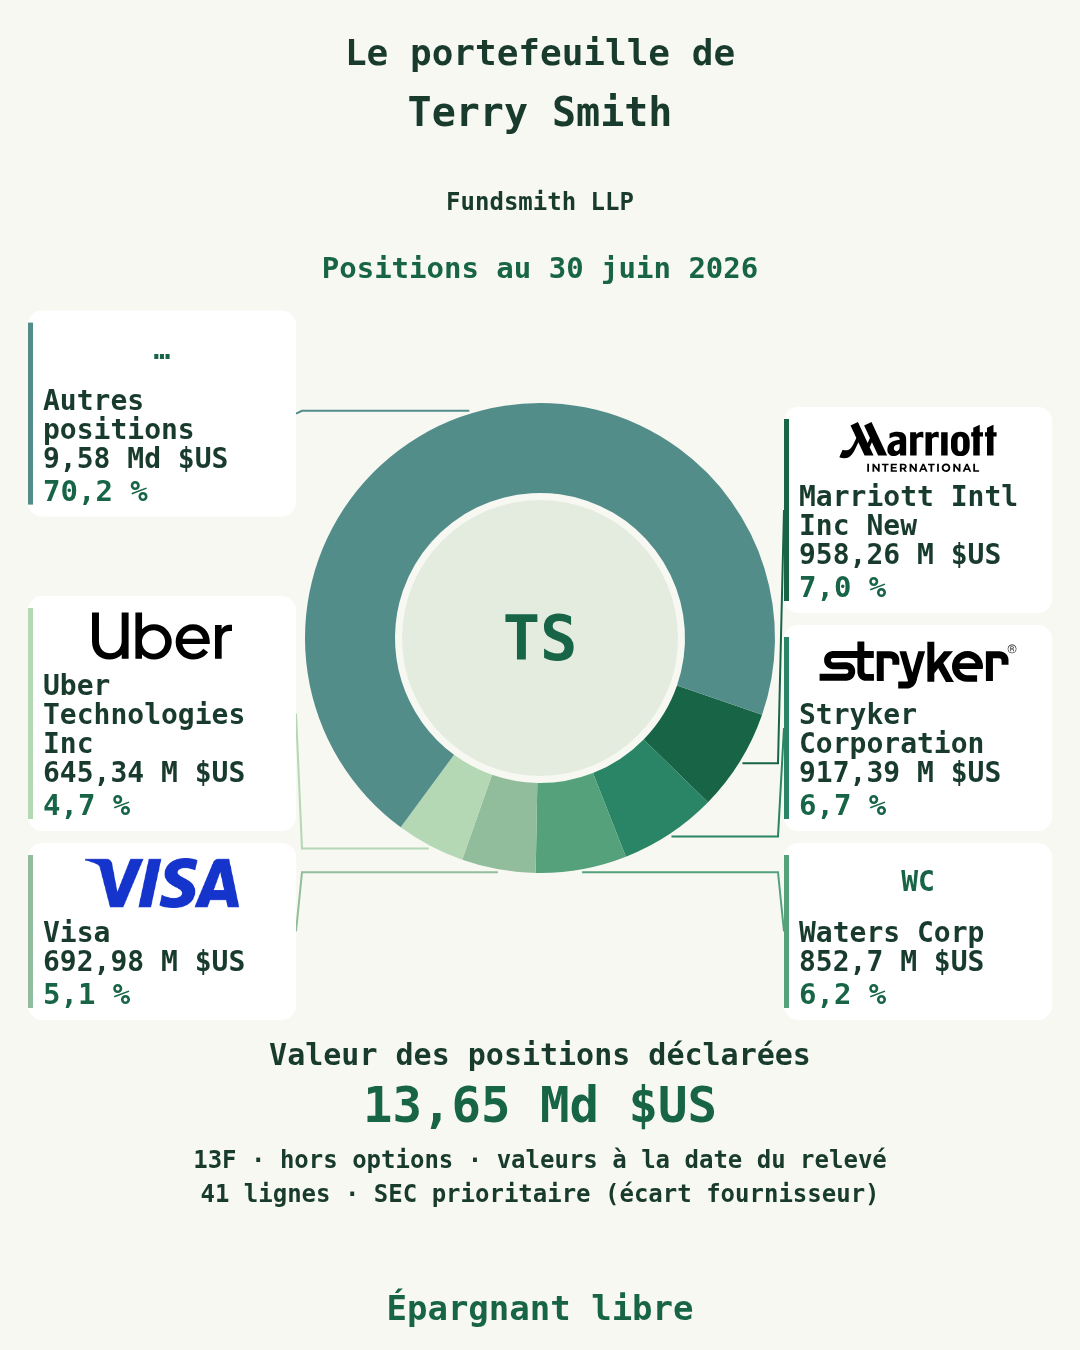 Le portefeuille de
Terry Smith
Fundsmith LLP
Positions au 30 juin 2026
…
Autres
positions
9,58 Md $US
70,2 %
Uber
Uber
Technologies
Inc
645,34 M $US
4,7 %
VISA
Visa
692,98 M $US
5,1 %
TS
Marriott
INTERNATIONAL
Marriott Intl
Inc New
958,26 M $US
7,0 %
stryker®
Stryker
Corporation
917,39 M $US
6,7 %
WC
Waters Corp
852,7 M $US
6,2 %
Valeur des positions déclarées
13,65 Md $US
13F · hors options · valeurs à la date du relevé
41 lignes · SEC prioritaire (écart fournisseur)
Épargnant libre